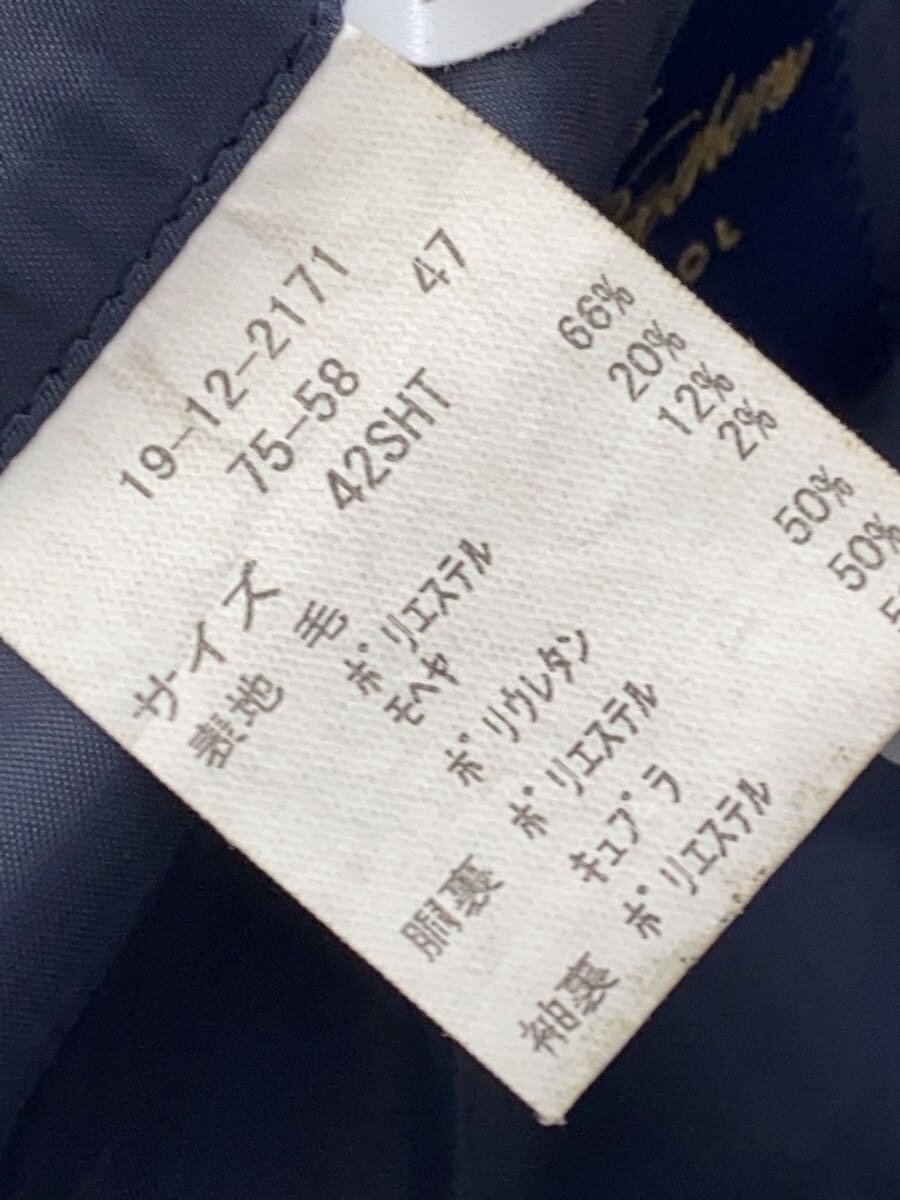 19-12-2171
75-58 47
サイズ 42SHT
表地 毛 66%
ポリエステル 20%
モヘヤ 12%
ポリウレタン 2%
胴裏 ポリエステル 50%
キュプラ 50%
袖裏 ポリエステル